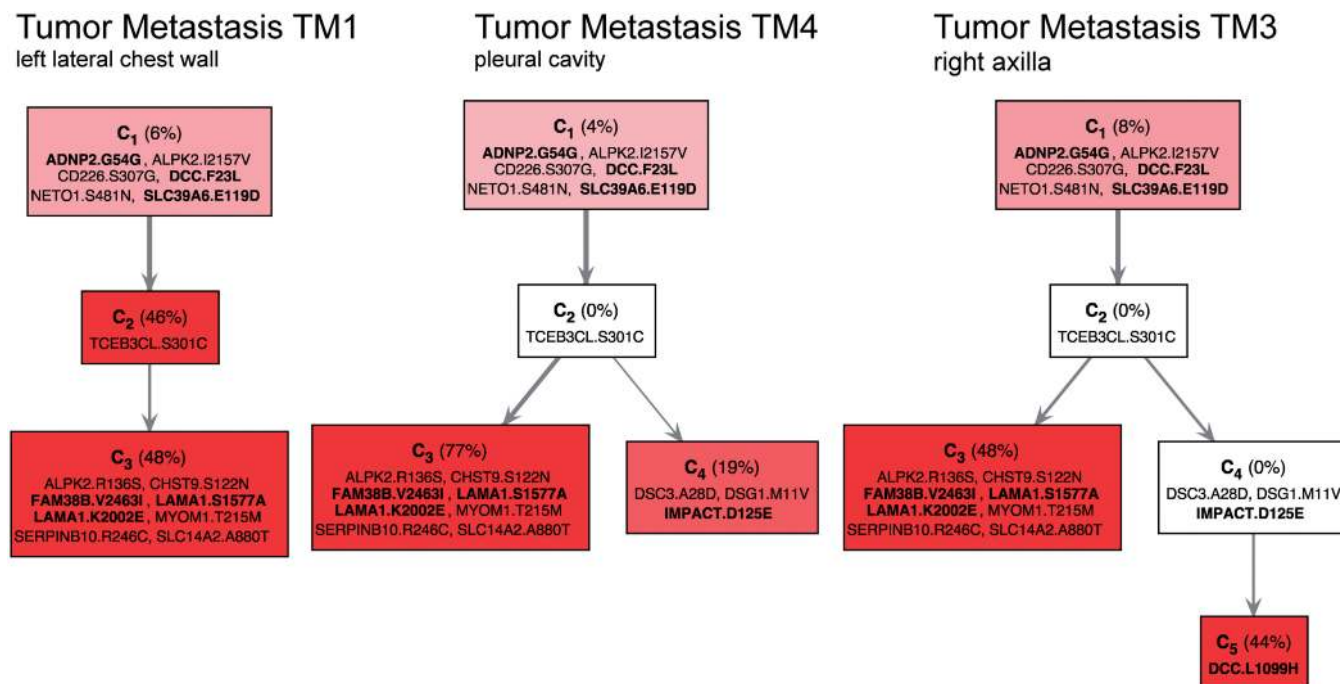 Tumor Metastasis TM1
left lateral chest wall
C1 (6%)
ADNP2.G54G , ALPK2.I2157V
CD226.S307G, DCC.F23L
NETO1.S481N, SLC39A6.E119D
C2 (46%)
TCEB3CL.S301C
C3 (48%)
ALPK2.R136S, CHST9.S122N
FAM38B.V2463I , LAMA1.S1577A
LAMA1.K2002E , MYOM1.T215M
SERPINB10.R246C, SLC14A2.A880T
Tumor Metastasis TM4
pleural cavity
C1 (4%)
ADNP2.G54G , ALPK2.I2157V
CD226.S307G, DCC.F23L
NETO1.S481N, SLC39A6.E119D
C2 (0%)
TCEB3CL.S301C
C3 (77%)
ALPK2.R136S, CHST9.S122N
FAM38B.V2463I , LAMA1.S1577A
LAMA1.K2002E , MYOM1.T215M
SERPINB10.R246C, SLC14A2.A880T
C4 (19%)
DSC3.A28D, DSG1.M11V
IMPACT.D125E
Tumor Metastasis TM3
right axilla
C1 (8%)
ADNP2.G54G , ALPK2.I2157V
CD226.S307G, DCC.F23L
NETO1.S481N, SLC39A6.E119D
C2 (0%)
TCEB3CL.S301C
C3 (48%)
ALPK2.R136S, CHST9.S122N
FAM38B.V2463I , LAMA1.S1577A
LAMA1.K2002E , MYOM1.T215M
SERPINB10.R246C, SLC14A2.A880T
C4 (0%)
DSC3.A28D, DSG1.M11V
IMPACT.D125E
C5 (44%)
DCC.L1099H